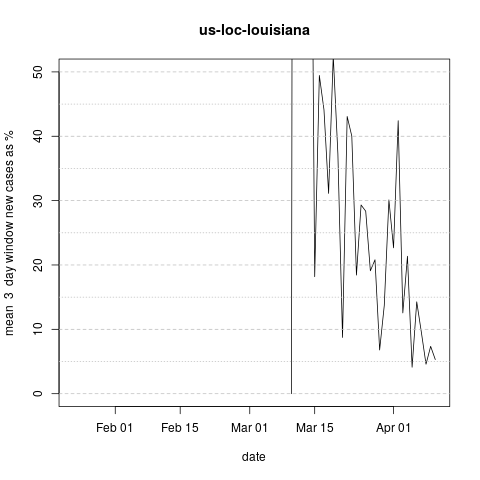 us-loc-louisiana
mean 3 day window new cases as %
50
40
30
20
10
0
Feb 01 Feb 15 Mar 01 Mar 15 Apr 01
date